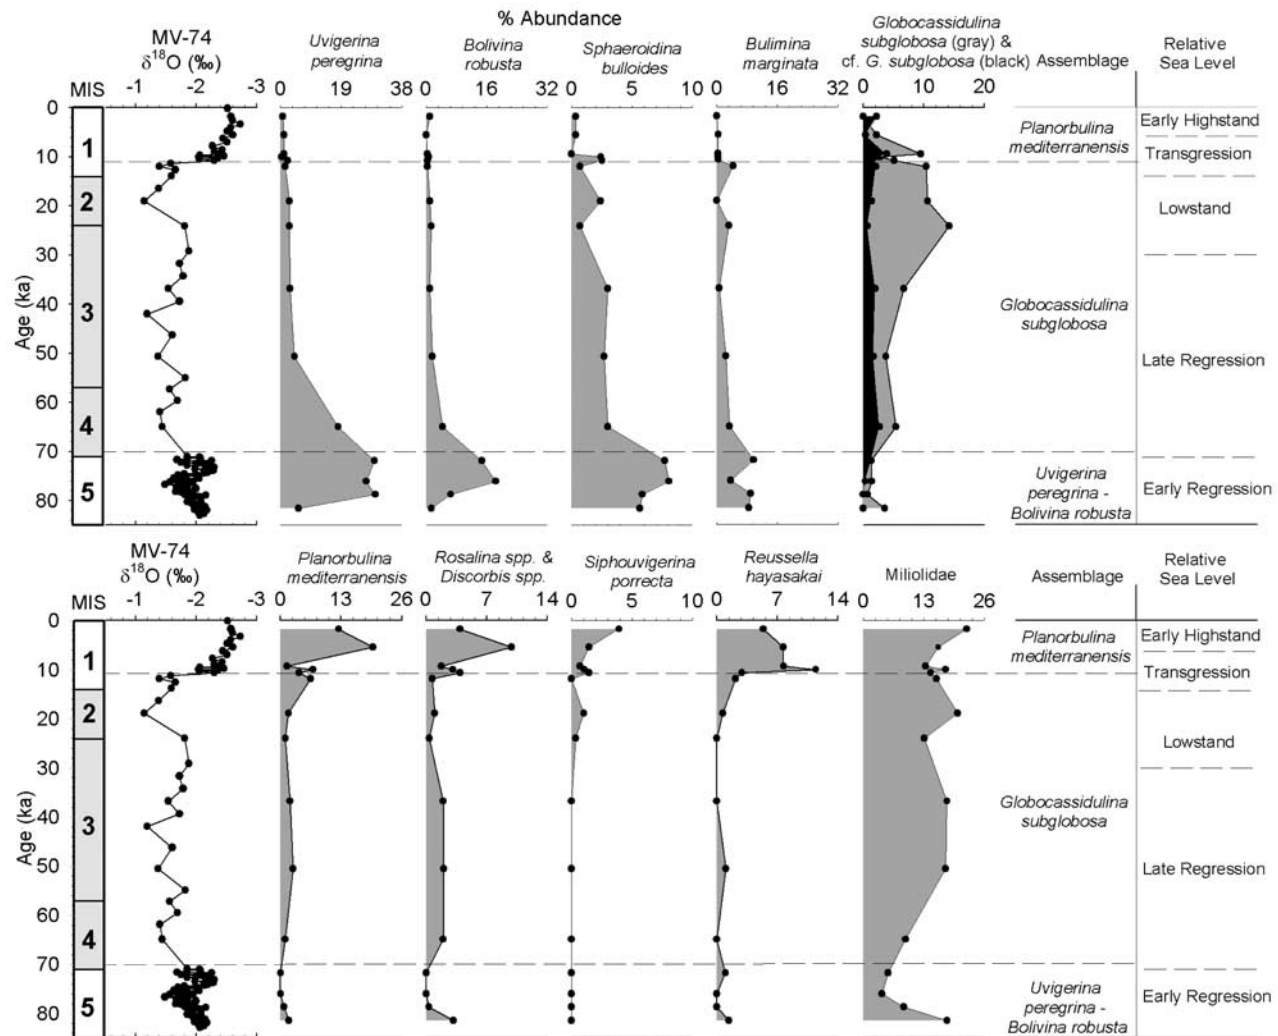 % Abundance
MV-74
δ18O (‰)
Uvigerina
peregrina
Bolivina
robusta
Sphaeroidina
bulloides
Bulimina
marginata
Globocassidulina
subglobosa (gray) &
cf. G. subglobosa (black)
Assemblage
Relative
Sea Level
MIS
-1 -2 -3
0 19 38
0 16 32
0 5 10
0 16 32
0 10 20
Age (ka)
0
10
20
30
40
50
60
70
80
1
2
3
4
5
Planorbulina
mediterranensis
Globocassidulina
subglobosa
Uvigerina
peregrina -
Bolivina robusta
Early Highstand
Transgression
Lowstand
Late Regression
Early Regression
MV-74
δ18O (‰)
Planorbulina
mediterranensis
Rosalina spp. &
Discorbis spp.
Siphouvigerina
porrecta
Reussella
hayasakai
Miliolidae
Assemblage
Relative
Sea Level
MIS
-1 -2 -3
0 13 26
0 7 14
0 5 10
0 7 14
0 13 26
Age (ka)
0
10
20
30
40
50
60
70
80
1
2
3
4
5
Planorbulina
mediterranensis
Globocassidulina
subglobosa
Uvigerina
peregrina -
Bolivina robusta
Early Highstand
Transgression
Lowstand
Late Regression
Early Regression